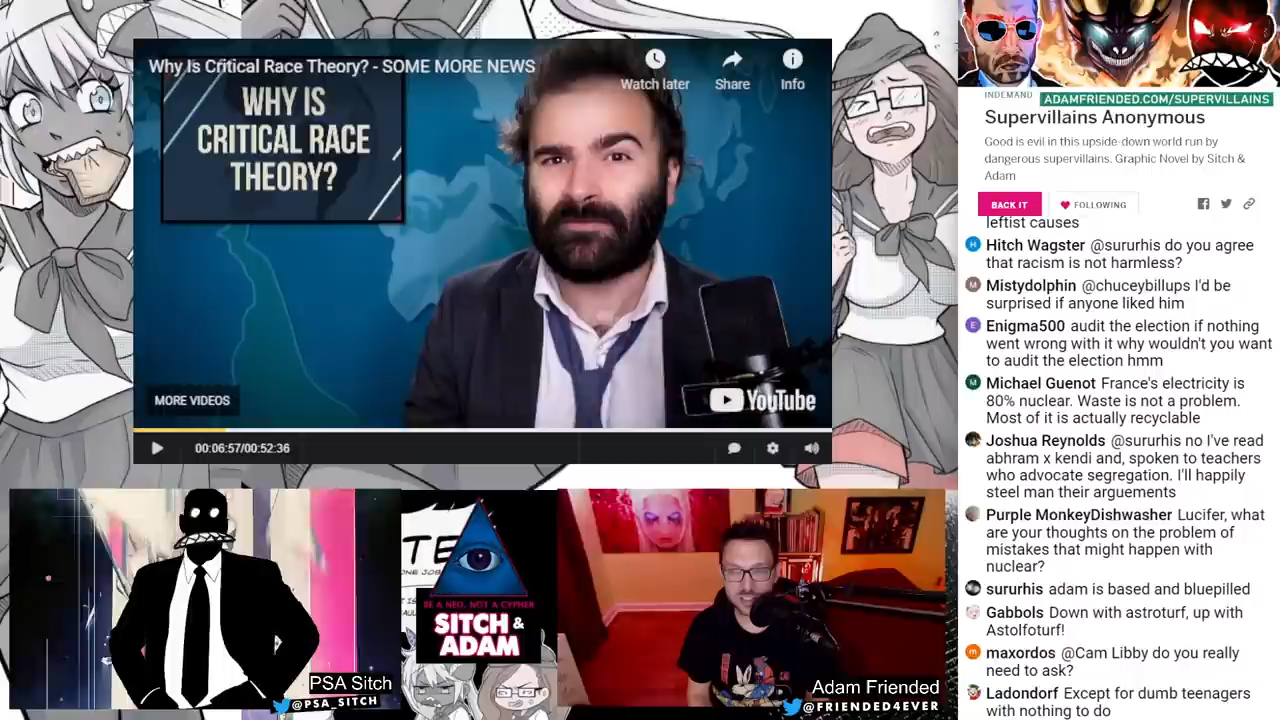 Why Is Critical Race Theory? - SOME MORE NEWS
Watch later
Share
Info
WHY IS
CRITICAL RACE
THEORY?
MORE VIDEOS
YouTube
00:06:57/00:52:36
BE A NEO, NOT A CYPHER
SITCH &
ADAM
PSA Sitch
@PSA_SITCH
Adam Friended
@FRIENDED4EVER
INDEMAND
ADAMFRIENDED.COM/SUPERVILLAINS
Supervillains Anonymous
Good is evil in this upside-down world run by
dangerous supervillains. Graphic Novel by Sitch &
Adam
BACK IT
FOLLOWING
leftist causes
Hitch Wagster @sururhis do you agree
that racism is not harmless?
Mistydolphin @chuceybillups I'd be
surprised if anyone liked him
Enigma500 audit the election if nothing
went wrong with it why wouldn't you want
to audit the election hmm
Michael Guenot France's electricity is
80% nuclear. Waste is not a problem.
Most of it is actually recyclable
Joshua Reynolds @sururhis no I've read
abhram x kendi and, spoken to teachers
who advocate segregation. I'll happily
steel man their arguements
Purple MonkeyDishwasher Lucifer, what
are your thoughts on the problem of
mistakes that might happen with
nuclear?
sururhis adam is based and bluepilled
Gabbols Down with astroturf, up with
Astolfoturf!
maxordos @Cam Libby do you really
need to ask?
Ladondorf Except for dumb teenagers
with nothing to do